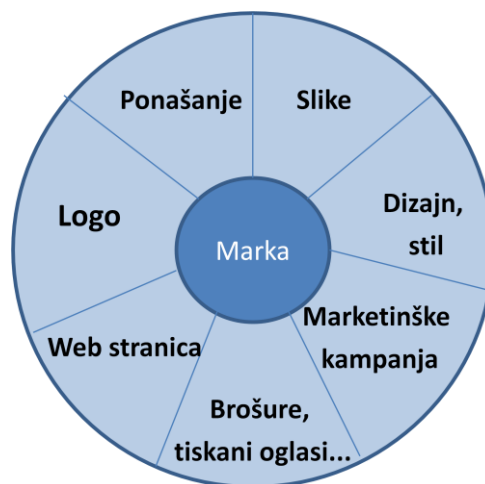 Ponašanje
Slike
Logo
Dizajn,
stil
Marka
Marketinške
kampanja
Web stranica
Brošure,
tiskani oglasi...